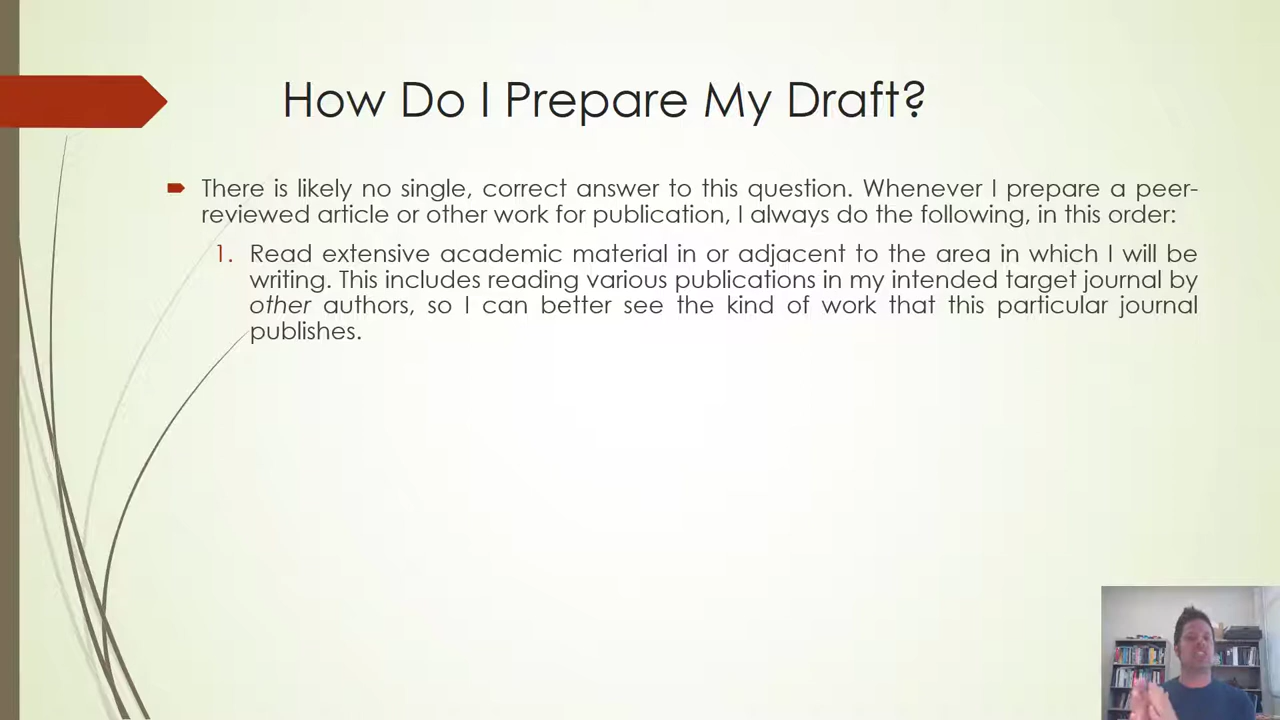 How Do I Prepare My Draft?
There is likely no single, correct answer to this question. Whenever I prepare a peer-
reviewed article or other work for publication, I always do the following, in this order:
1. Read extensive academic material in or adjacent to the area in which I will be
writing. This includes reading various publications in my intended target journal by
other authors, so I can better see the kind of work that this particular journal
publishes.